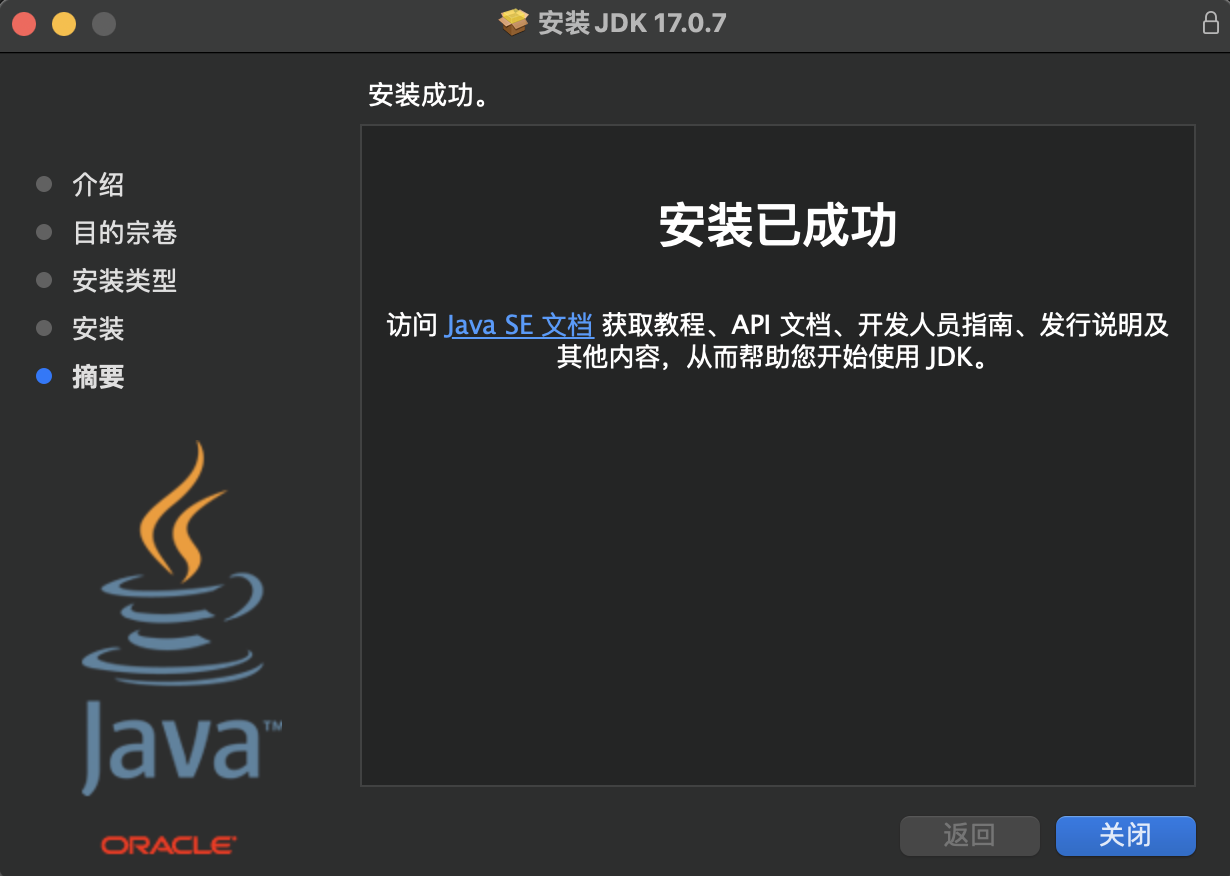 安装 JDK 17.0.7
安装成功。
介绍
目的宗卷
安装类型
安装
摘要
安装已成功
访问 Java SE 文档 获取教程、API 文档、开发人员指南、发行说明及
其他内容，从而帮助您开始使用 JDK。
Java™
ORACLE®
返回
关闭